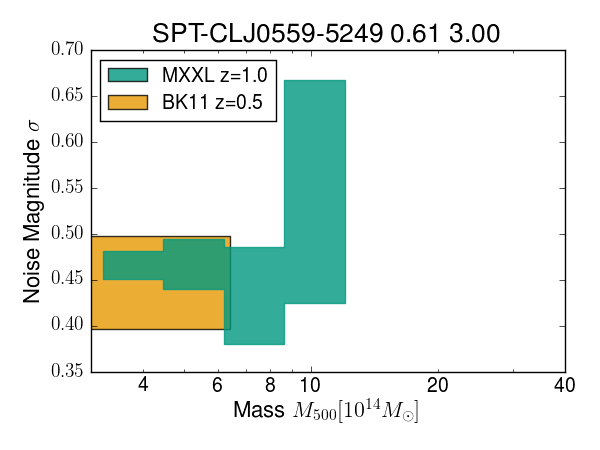 SPT-CLJ0559-5249 0.61 3.00
MXXL z=1.0
BK11 z=0.5
Noise Magnitude σ
0.70
0.65
0.60
0.55
0.50
0.45
0.40
0.35
4 6 8 10 20 40
Mass M₅₀₀[10¹⁴M☉]